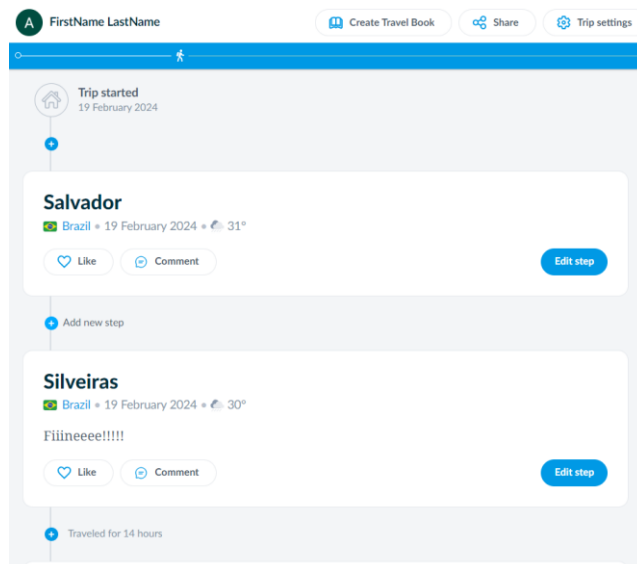 A FirstName LastName Create Travel Book Share Trip settings
Trip started
19 February 2024
Salvador
Brazil • 19 February 2024 • 31°
Like Comment Edit step
Add new step
Silveiras
Brazil • 19 February 2024 • 30°
Fiiineeee!!!!!
Like Comment Edit step
Traveled for 14 hours